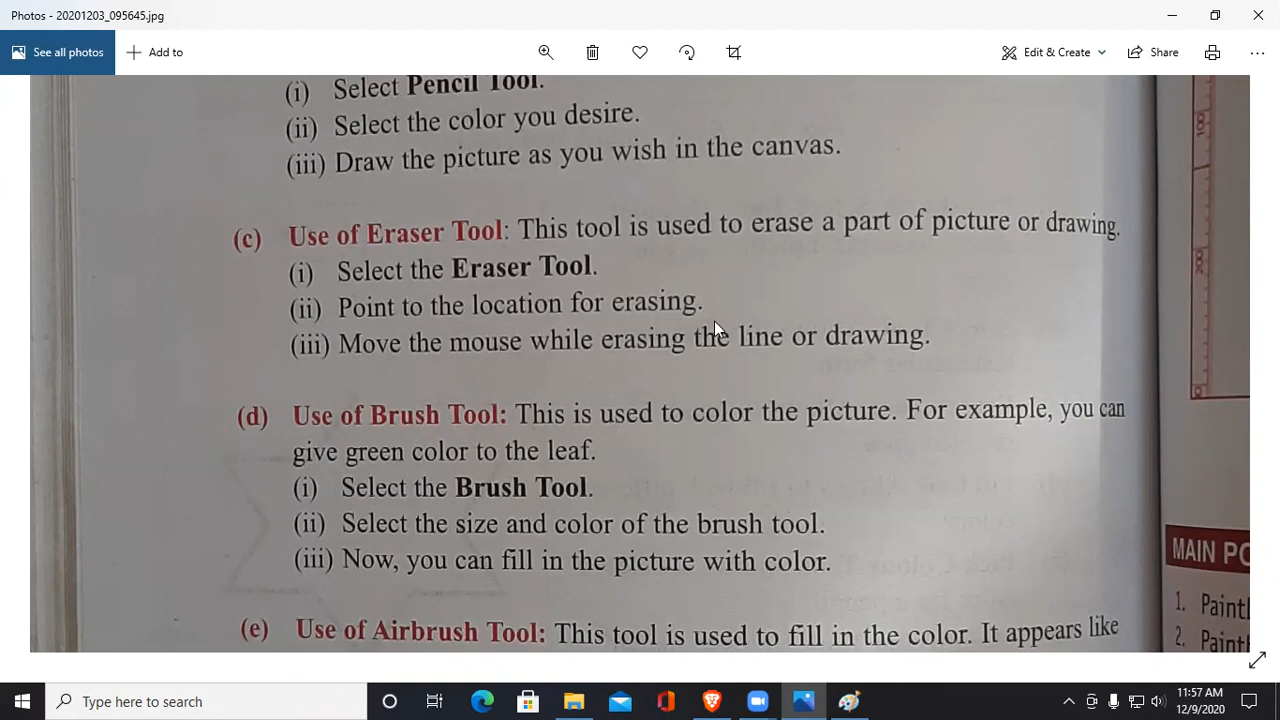 Photos - 20201203_095645.jpg
See all photos
Add to
Edit & Create
Share
(i) Select Pencil Tool.
(ii) Select the color you desire.
(iii) Draw the picture as you wish in the canvas.
(c) Use of Eraser Tool: This tool is used to erase a part of picture or drawing.
(i) Select the Eraser Tool.
(ii) Point to the location for erasing.
(iii) Move the mouse while erasing the line or drawing.
(d) Use of Brush Tool: This is used to color the picture. For example, you can
give green color to the leaf.
(i) Select the Brush Tool.
(ii) Select the size and color of the brush tool.
(iii) Now, you can fill in the picture with color.
(e) Use of Airbrush Tool: This tool is used to fill in the color. It appears like
MAIN PO
1. Paint
2. Paint
Type here to search
11:57 AM
12/9/2020